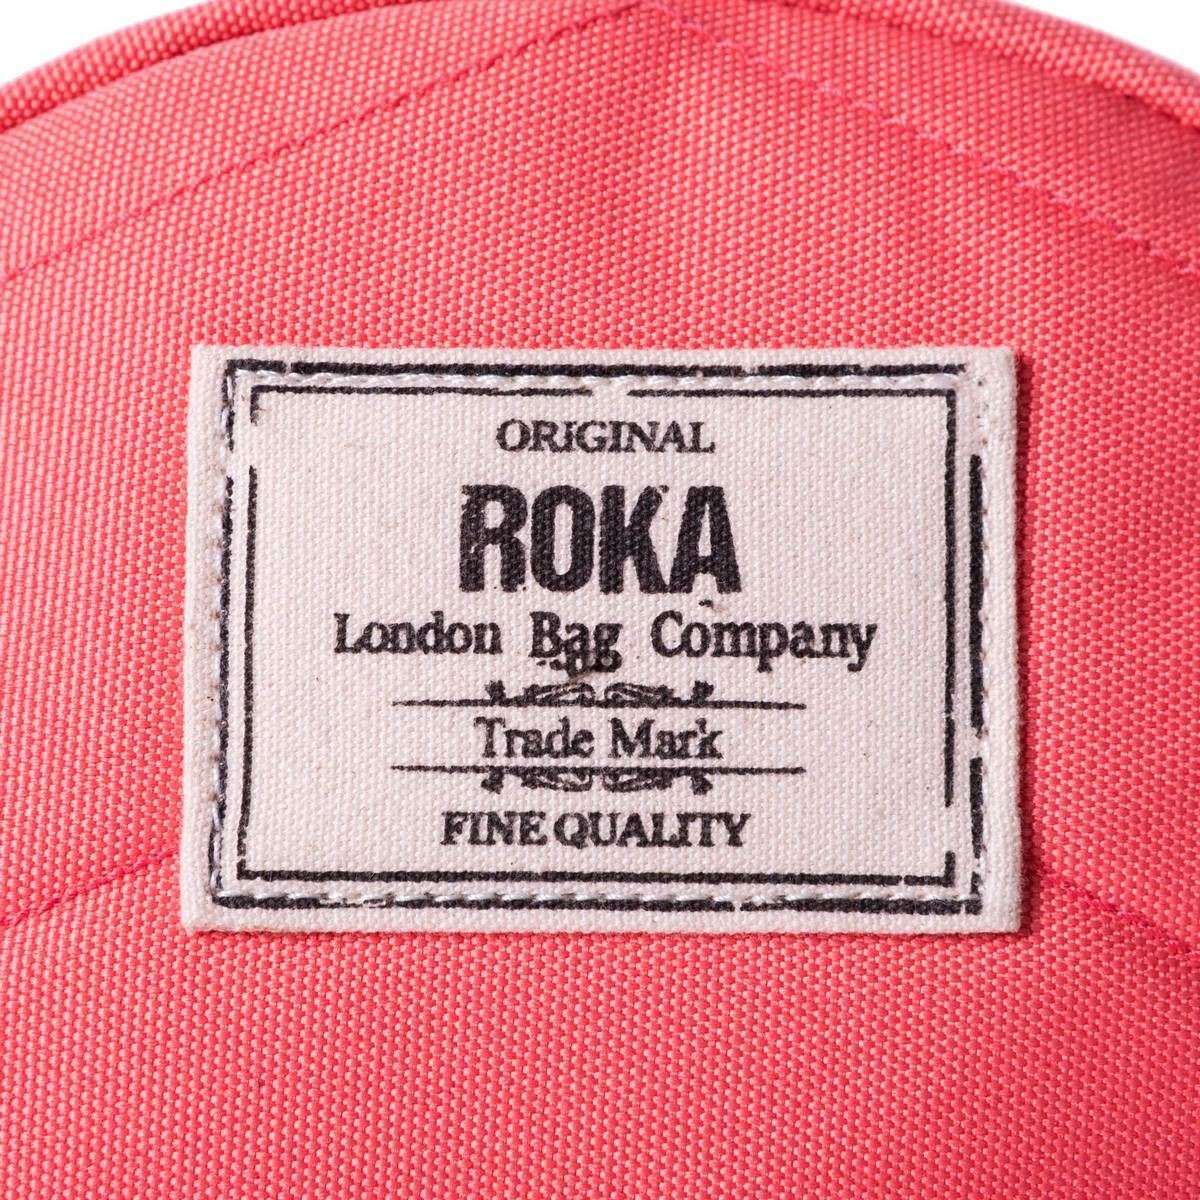 ORIGINAL
ROKA
London Bag Company
Trade Mark
FINE QUALITY